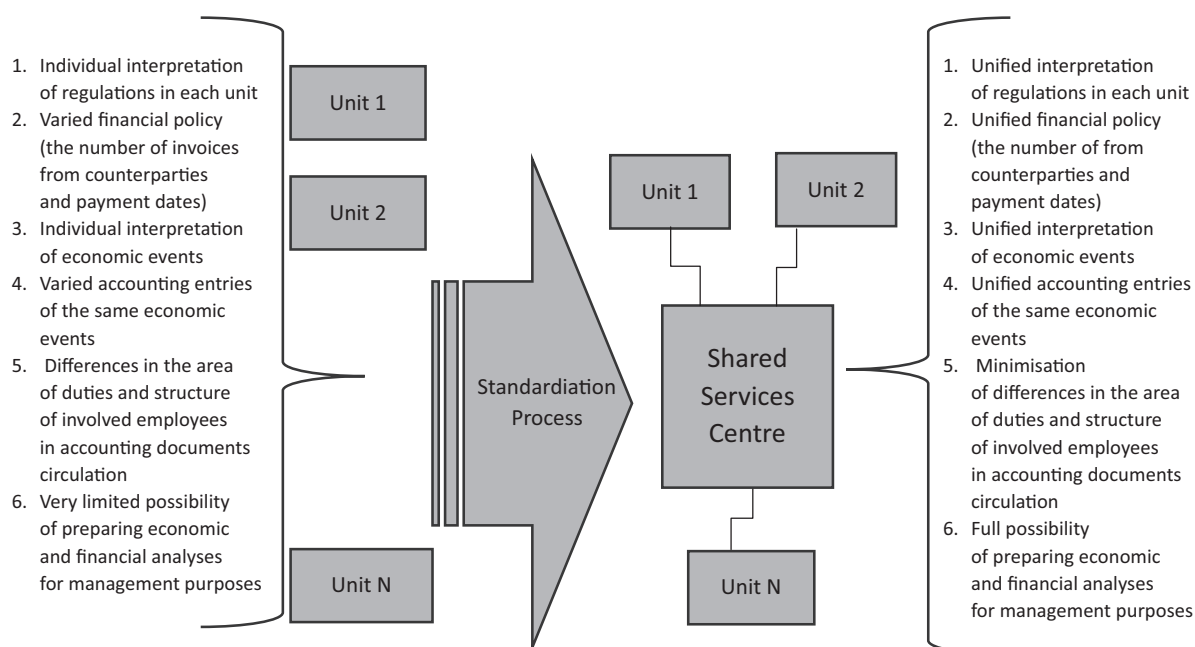 1. Individual interpretation
of regulations in each unit
2. Varied financial policy
(the number of invoices
from counterparties
and payment dates)
3. Individual interpretation
of economic events
4. Varied accounting entries
of the same economic
events
5. Differences in the area
of duties and structure
of involved employees
in accounting documents
circulation
6. Very limited possibility
of preparing economic
and financial analyses
for management purposes
Unit 1
Unit 2
Unit N
Standardiation
Process
Unit 1
Unit 2
Shared
Services
Centre
Unit N
1. Unified interpretation
of regulations in each unit
2. Unified financial policy
(the number of from
counterparties and
payment dates)
3. Unified interpretation
of economic events
4. Unified accounting entries
of the same economic
events
5. Minimisation
of differences in the area
of duties and structure
of involved employees
in accounting documents
circulation
6. Full possibility
of preparing economic
and financial analyses
for management purposes